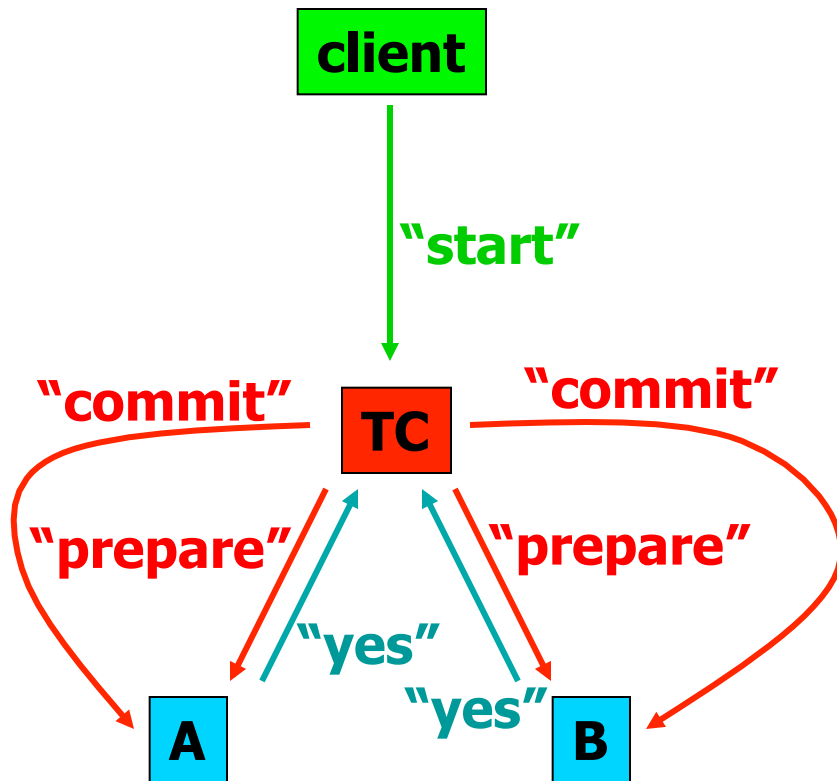 client
“start”
“commit”
“commit”
TC
“prepare”
“prepare”
“yes”
“yes”
A
B